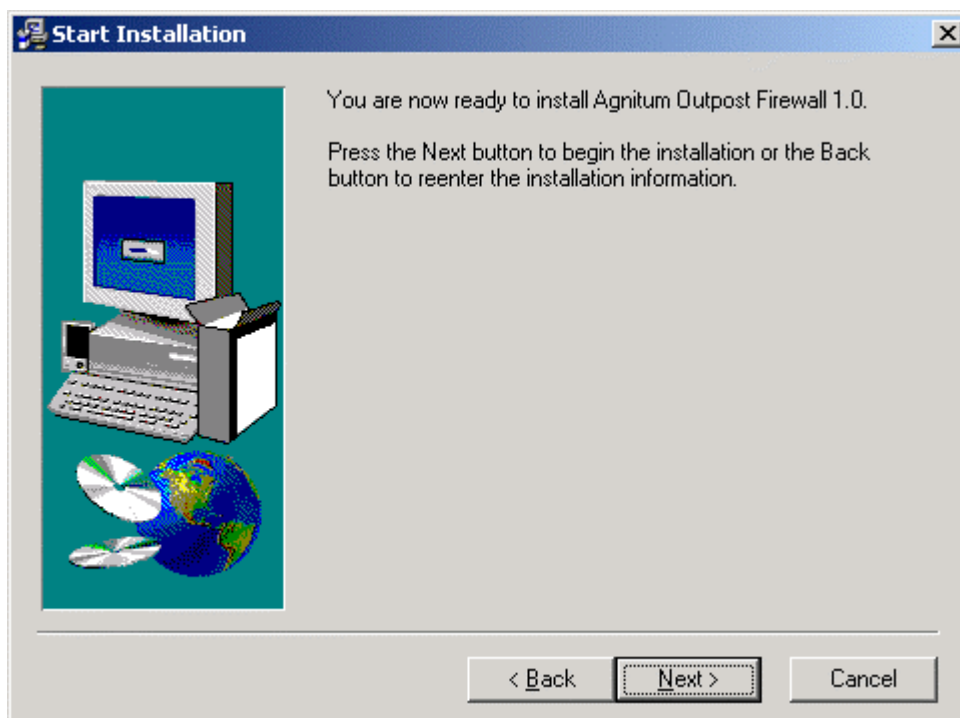 Start Installation
You are now ready to install Agnitum Outpost Firewall 1.0.
Press the Next button to begin the installation or the Back
button to reenter the installation information.
< Back
Next >
Cancel